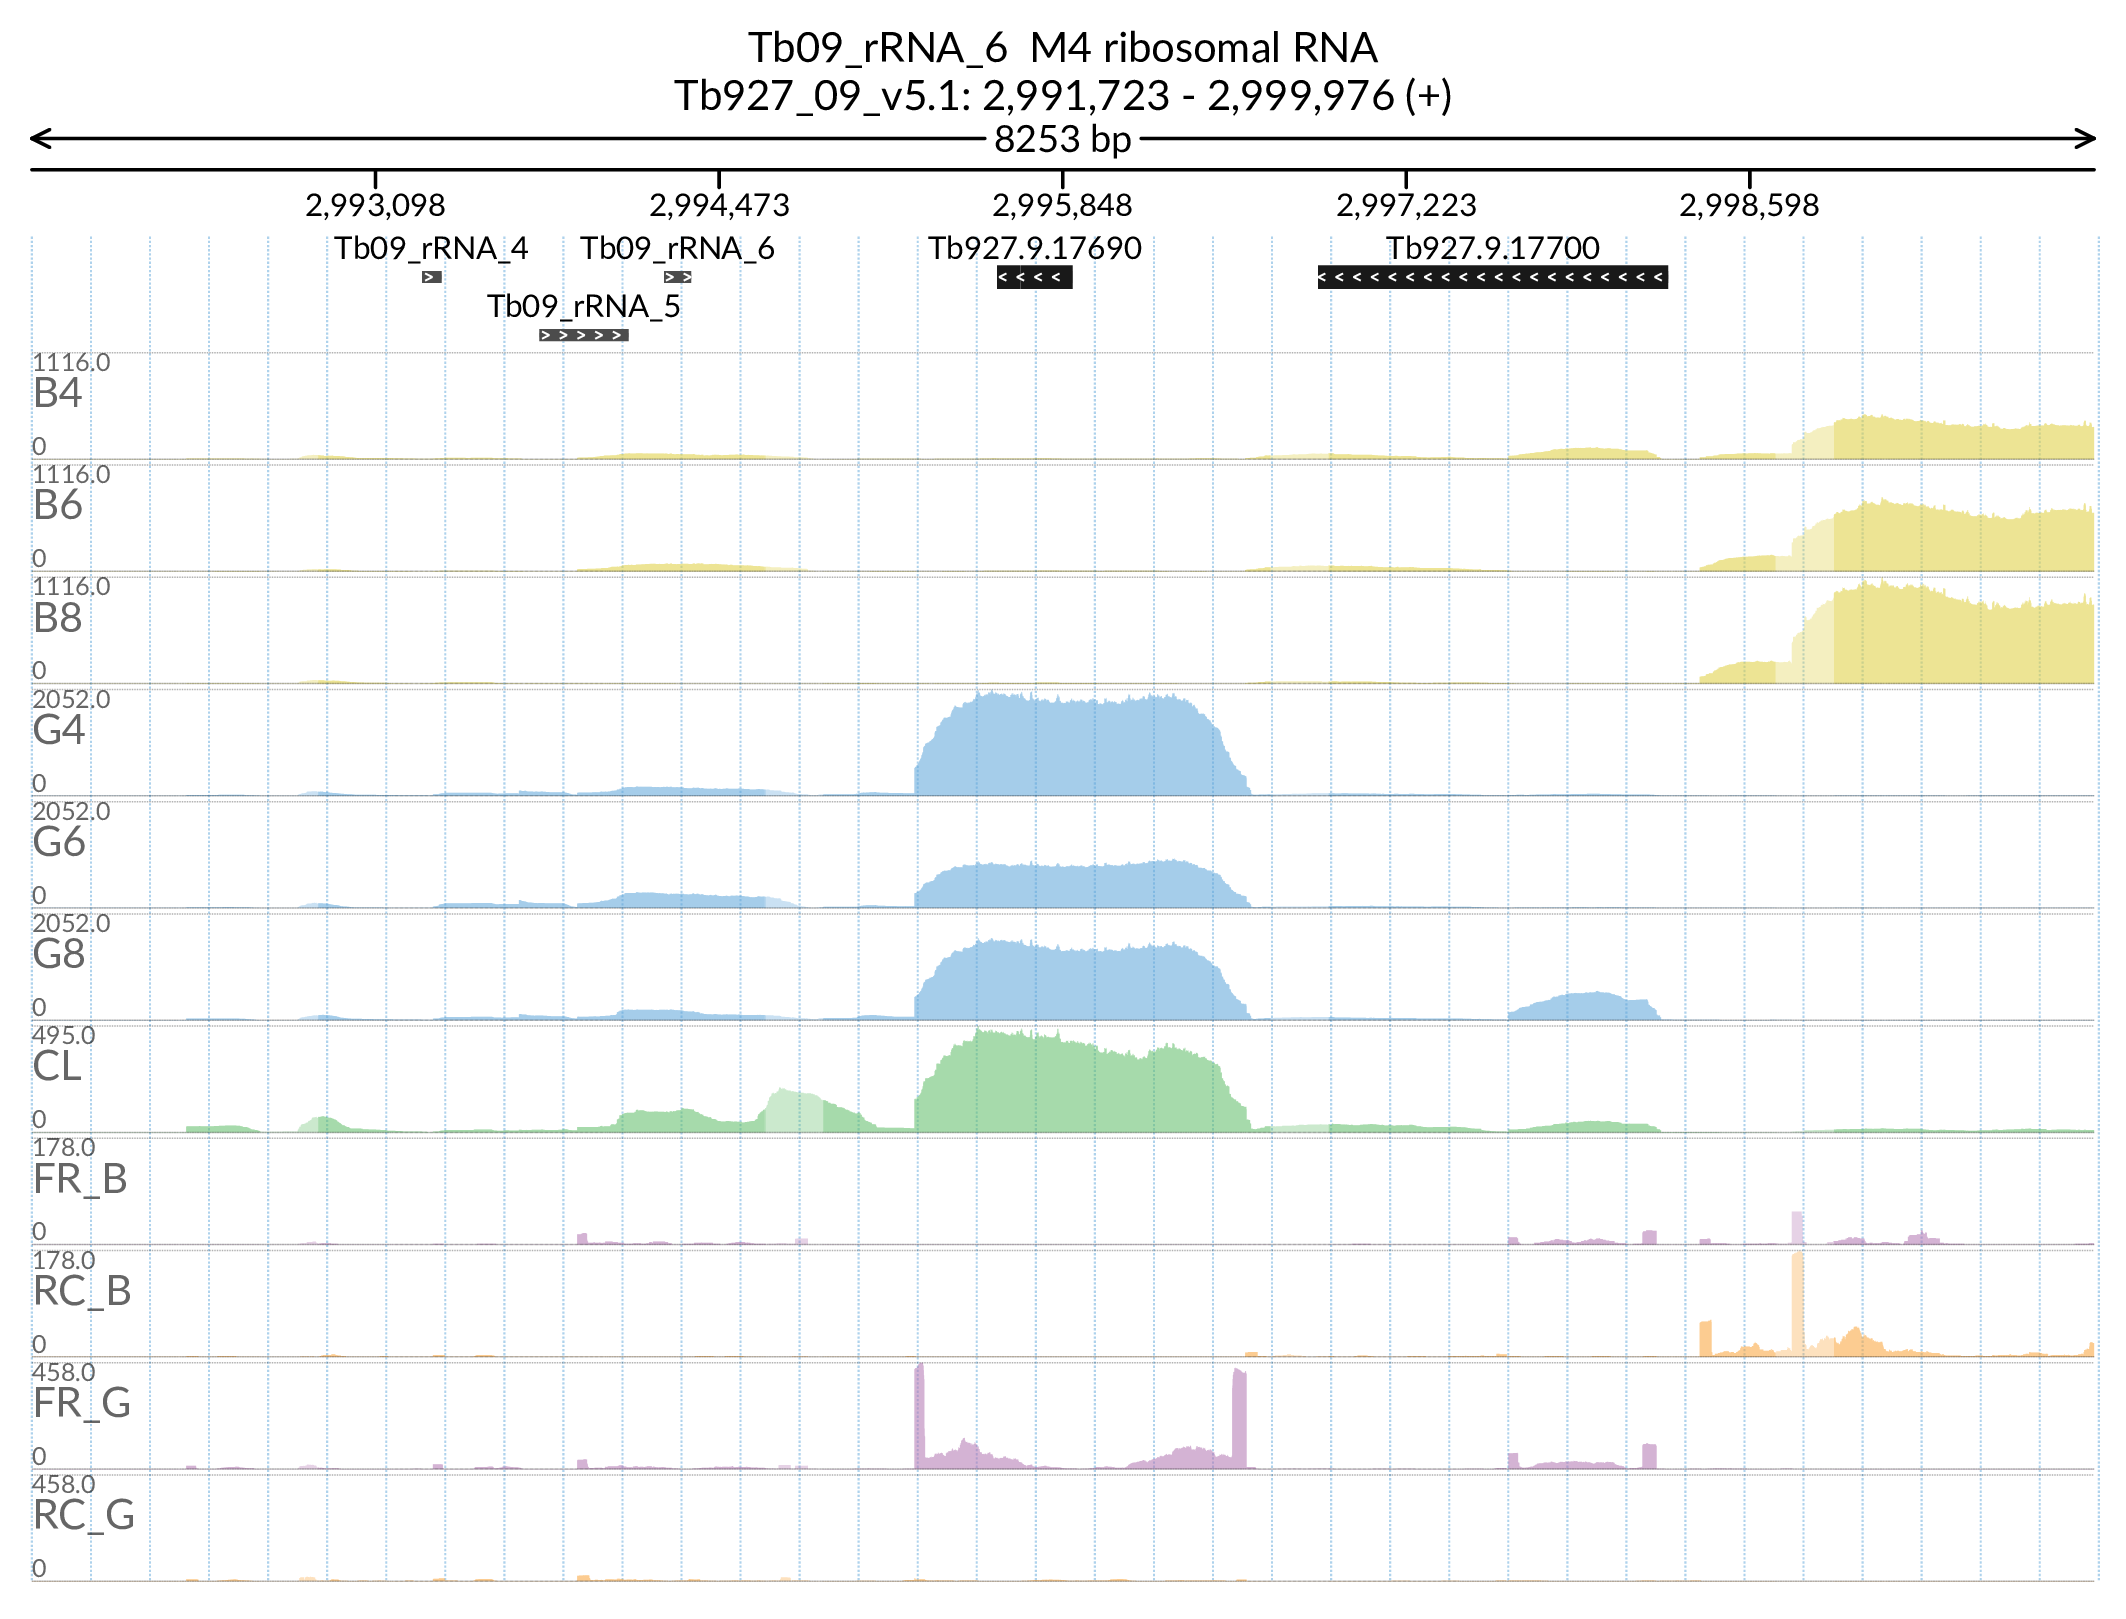 Tb09_rRNA_6  M4 ribosomal RNA
Tb927_09_v5.1: 2,991,723 - 2,999,976 (+)
8253 bp
2,993,098 2,994,473 2,995,848 2,997,223 2,998,598
Tb09_rRNA_4 Tb09_rRNA_6 Tb927.9.17690 Tb927.9.17700
Tb09_rRNA_5
1116.0
B4
0
1116.0
B6
0
1116.0
B8
0
2052.0
G4
0
2052.0
G6
0
2052.0
G8
0
495.0
CL
0
178.0
FR_B
0
178.0
RC_B
0
458.0
FR_G
0
458.0
RC_G
0